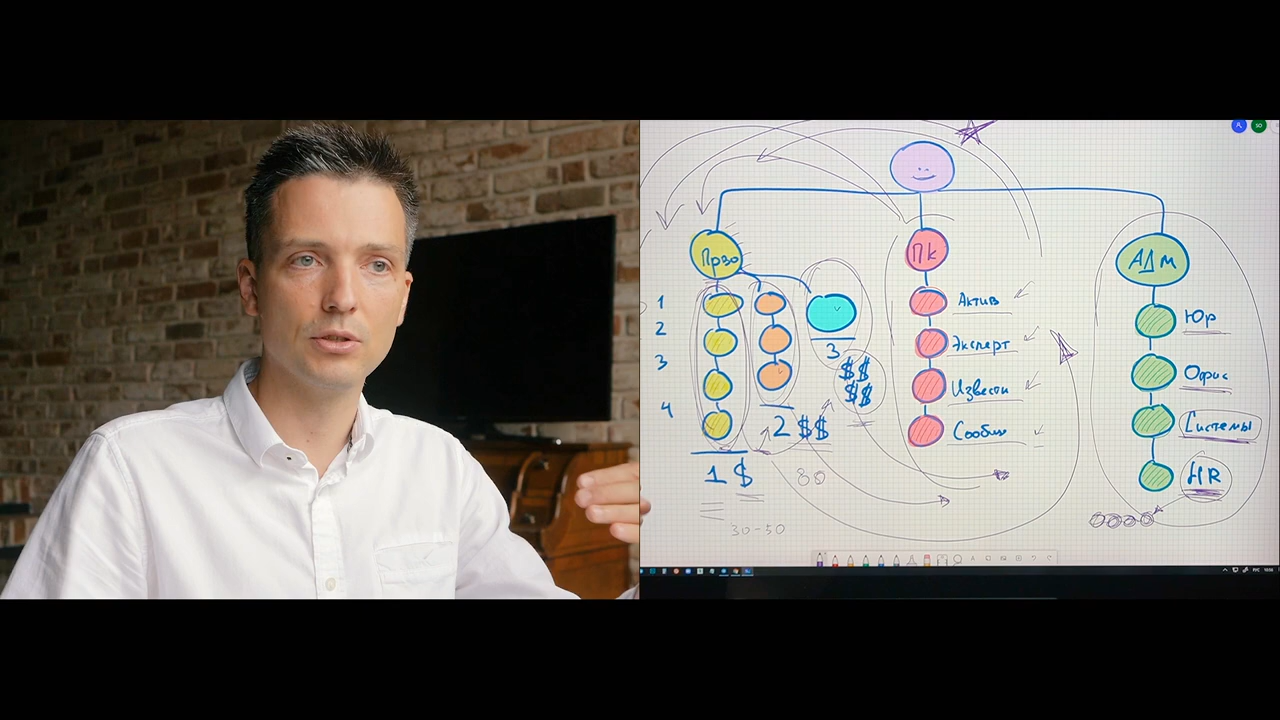 Прво
ПК
АДМ
1
2
3
4
Актив
Эксперт
Извести
Сообщ
Юр
Офис
Системы
HR
3
$$
$$
2 $$
1 $
80
30-50